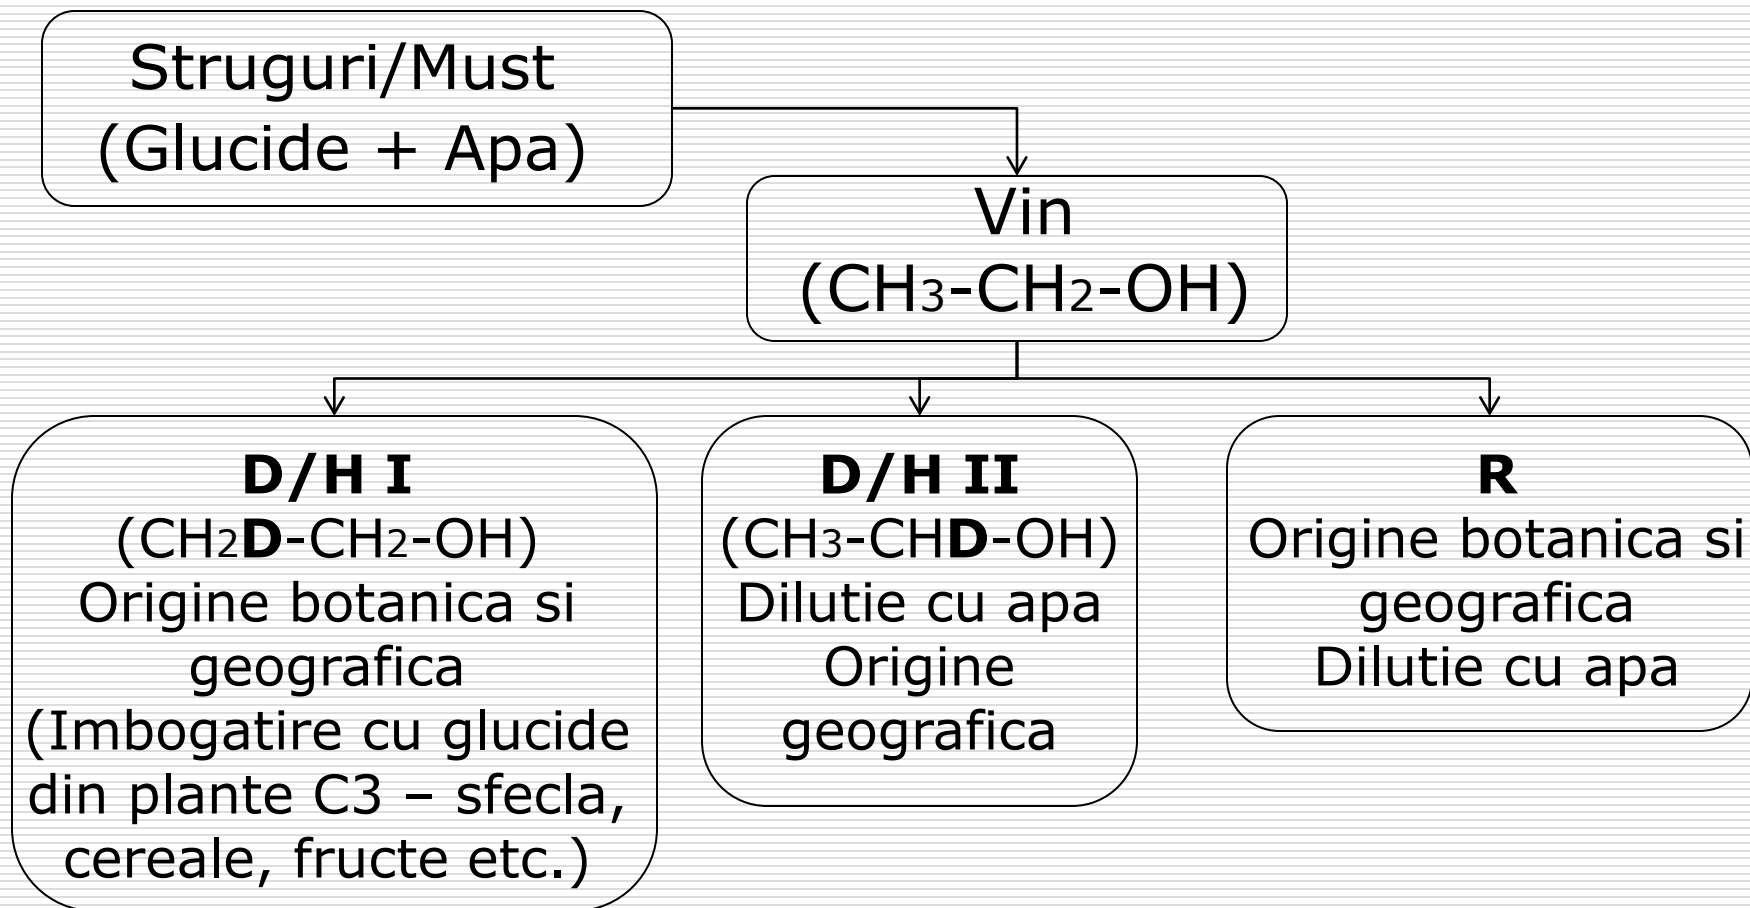 Struguri/Must
(Glucide + Apa)
Vin
(CH3-CH2-OH)
D/H I
(CH2D-CH2-OH)
Origine botanica si
geografica
(Imbogatire cu glucide
din plante C3 – sfecla,
cereale, fructe etc.)
D/H II
(CH3-CHD-OH)
Dilutie cu apa
Origine
geografica
R
Origine botanica si
geografica
Dilutie cu apa